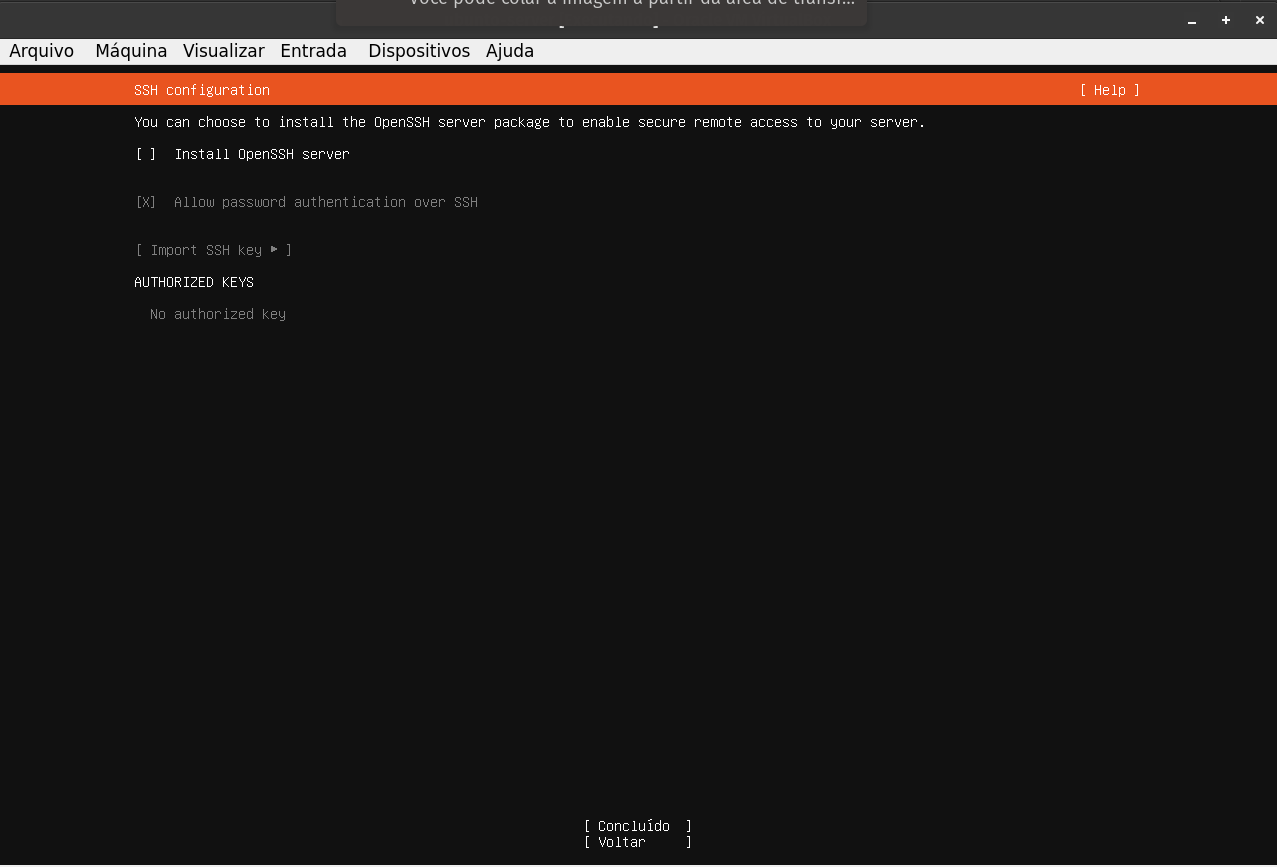 Você pode colar a imagem a partir da área de transf...
Arquivo Máquina Visualizar Entrada Dispositivos Ajuda
SSH configuration [ Help ]
You can choose to install the OpenSSH server package to enable secure remote access to your server.
[ ] Install OpenSSH server
[X] Allow password authentication over SSH
[ Import SSH key ▸ ]
AUTHORIZED KEYS
No authorized key
[ Concluído ]
[ Voltar ]